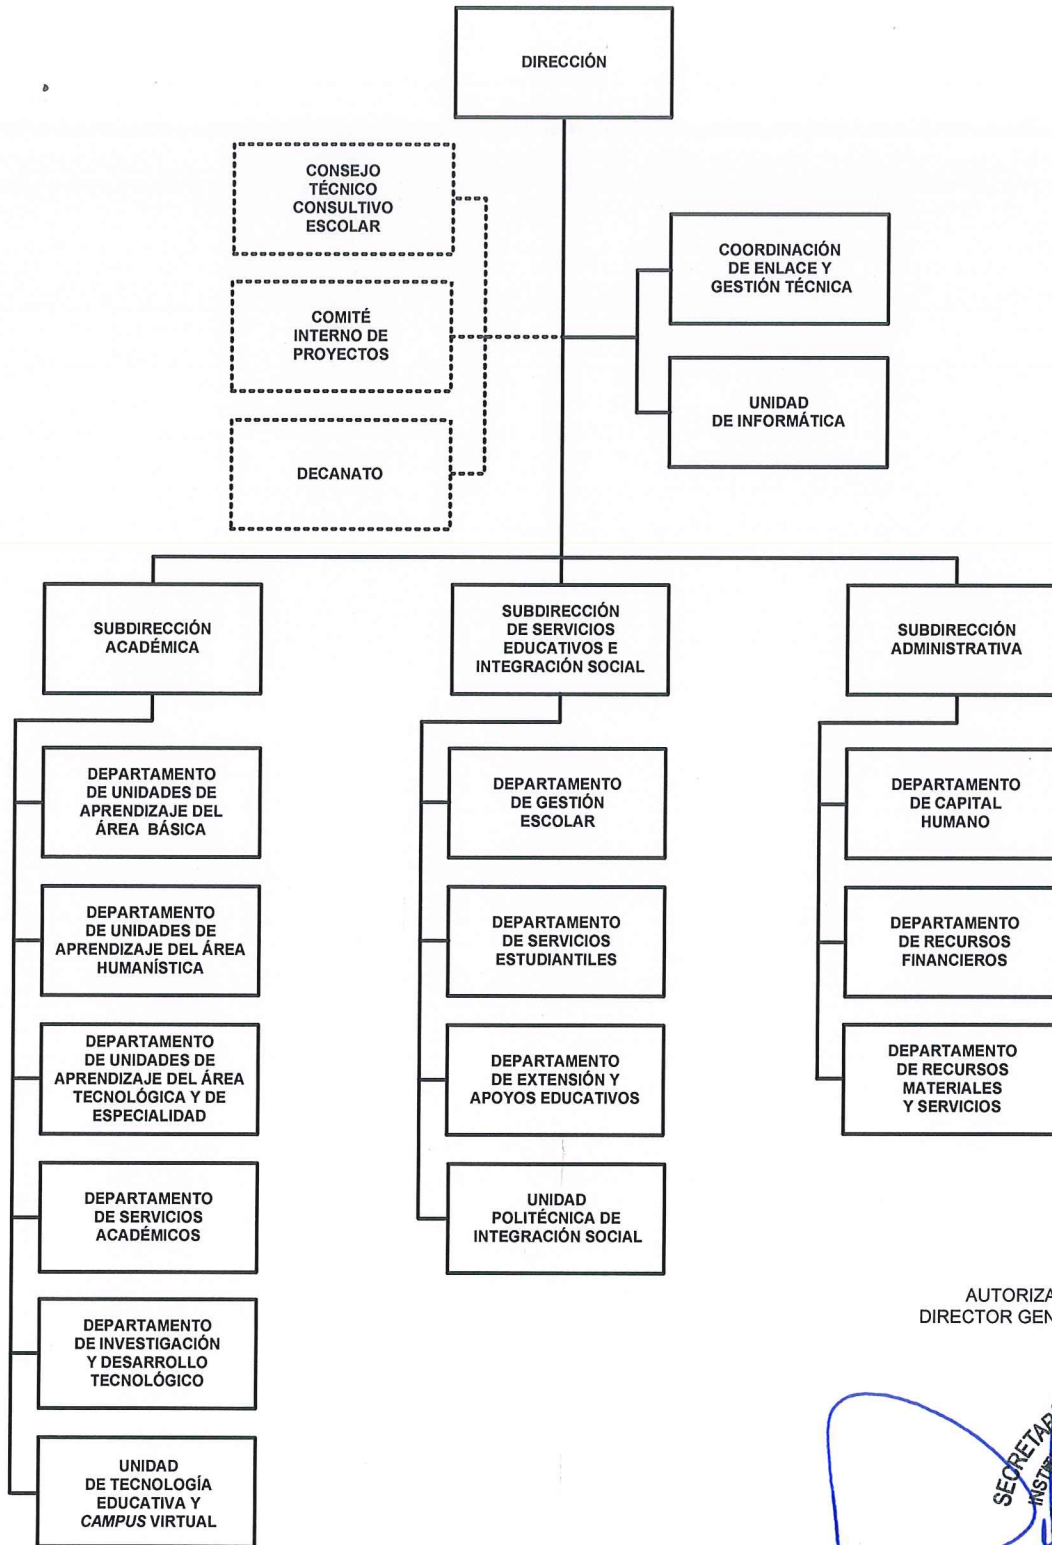 DIRECCIÓN
CONSEJO
TÉCNICO
CONSULTIVO
ESCOLAR
COORDINACIÓN
DE ENLACE Y
GESTIÓN TÉCNICA
COMITÉ
INTERNO DE
PROYECTOS
UNIDAD
DE INFORMÁTICA
DECANATO
SUBDIRECCIÓN
ACADÉMICA
SUBDIRECCIÓN
DE SERVICIOS
EDUCATIVOS E
INTEGRACIÓN SOCIAL
SUBDIRECCIÓN
ADMINISTRATIVA
DEPARTAMENTO
DE UNIDADES DE
APRENDIZAJE DEL
ÁREA BÁSICA
DEPARTAMENTO
DE GESTIÓN
ESCOLAR
DEPARTAMENTO
DE CAPITAL
HUMANO
DEPARTAMENTO
DE UNIDADES DE
APRENDIZAJE DEL ÁREA
HUMANÍSTICA
DEPARTAMENTO
DE SERVICIOS
ESTUDIANTILES
DEPARTAMENTO
DE RECURSOS
FINANCIEROS
DEPARTAMENTO
DE UNIDADES DE
APRENDIZAJE DEL ÁREA
TECNOLÓGICA Y DE
ESPECIALIDAD
DEPARTAMENTO
DE EXTENSIÓN Y
APOYOS EDUCATIVOS
DEPARTAMENTO
DE RECURSOS
MATERIALES
Y SERVICIOS
DEPARTAMENTO
DE SERVICIOS
ACADÉMICOS
UNIDAD
POLITÉCNICA DE
INTEGRACIÓN SOCIAL
DEPARTAMENTO
DE INVESTIGACIÓN
Y DESARROLLO
TECNOLÓGICO
UNIDAD
DE TECNOLOGÍA
EDUCATIVA Y
CAMPUS VIRTUAL
AUTORIZA
DIRECTOR GEN